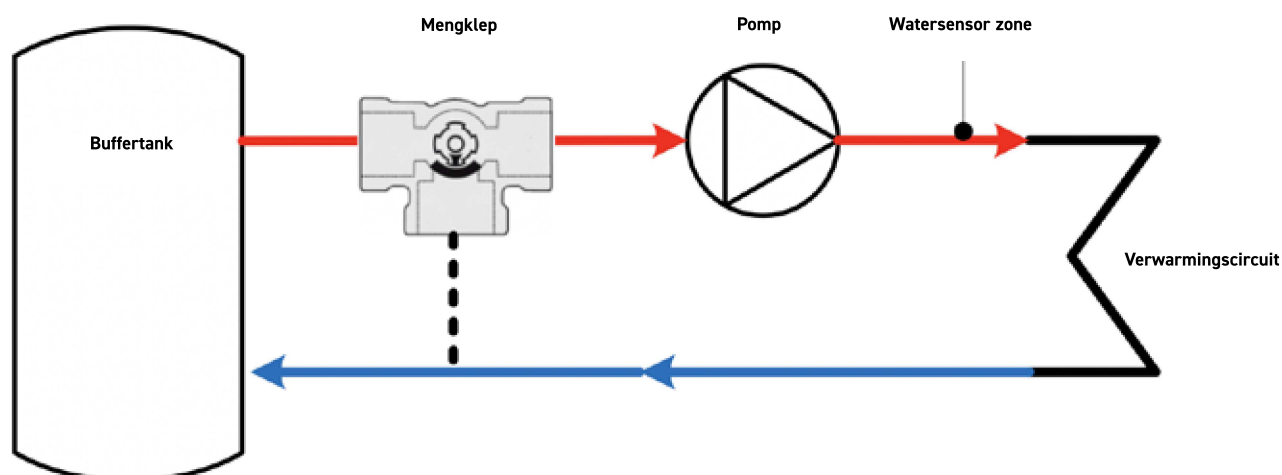 Mengklep
Pomp
Watersensor zone
Buffertank
Verwarmingscircuit